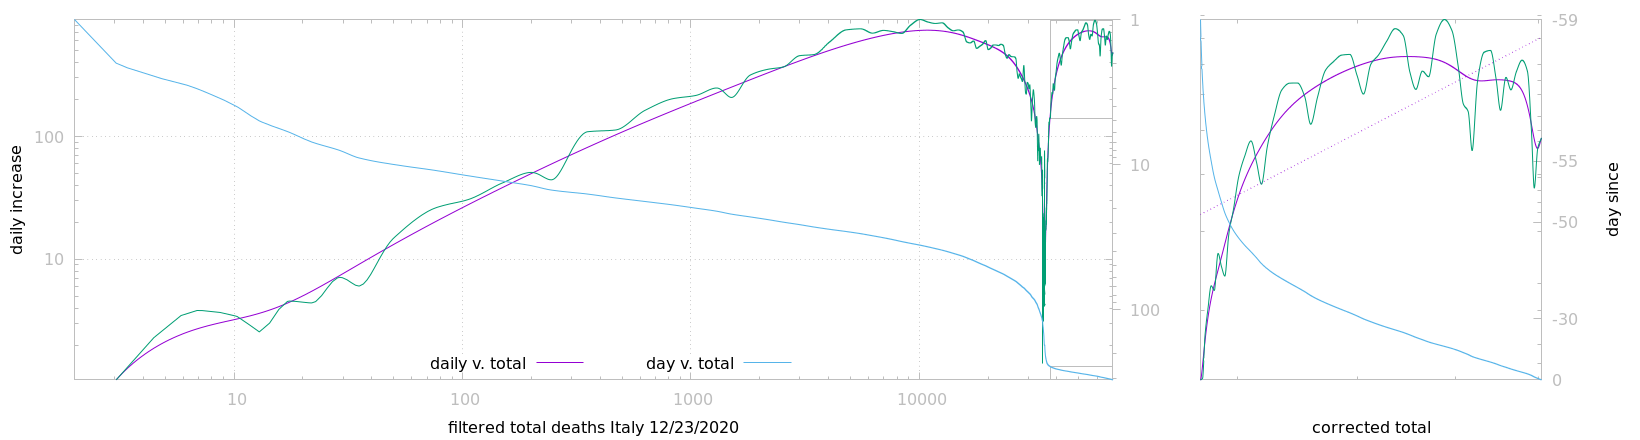 1
-59
100
10
-55
daily increase
-50
day since
10
100
-30
daily v. total
day v. total
0
10
100
1000
10000
filtered total deaths Italy 12/23/2020
corrected total